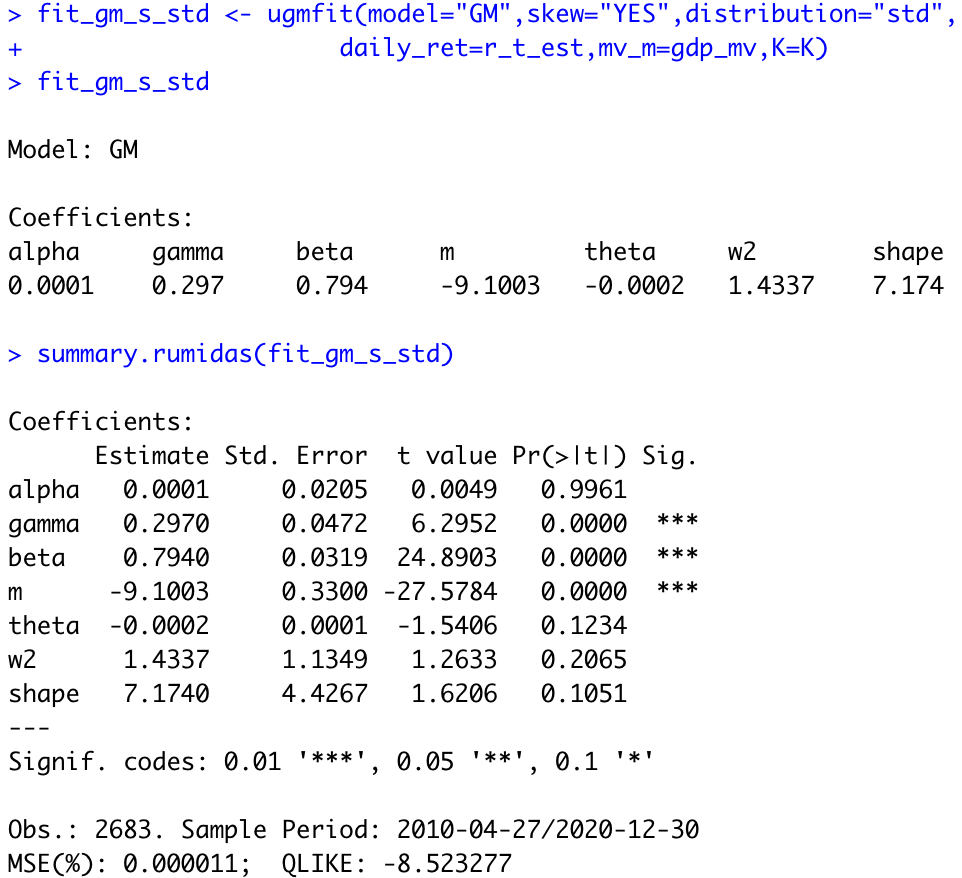 > fit_gm_s_std <- ugmfit(model="GM",skew="YES",distribution="std",
+                       daily_ret=r_t_est,mv_m=gdp_mv,K=K)
> fit_gm_s_std

Model: GM

Coefficients:
alpha     gamma     beta      m         theta     w2        shape
0.0001    0.297     0.794     -9.1003   -0.0002   1.4337    7.174

> summary.rumidas(fit_gm_s_std)

Coefficients:
      Estimate Std. Error  t value Pr(>|t|) Sig.
alpha   0.0001     0.0205   0.0049   0.9961
gamma   0.2970     0.0472   6.2952   0.0000  ***
beta    0.7940     0.0319  24.8903   0.0000  ***
m      -9.1003     0.3300 -27.5784   0.0000  ***
theta  -0.0002     0.0001  -1.5406   0.1234
w2      1.4337     1.1349   1.2633   0.2065
shape   7.1740     4.4267   1.6206   0.1051
---
Signif. codes: 0.01 '***', 0.05 '**', 0.1 '*'

Obs.: 2683. Sample Period: 2010-04-27/2020-12-30
MSE(%): 0.000011;  QLIKE: -8.523277